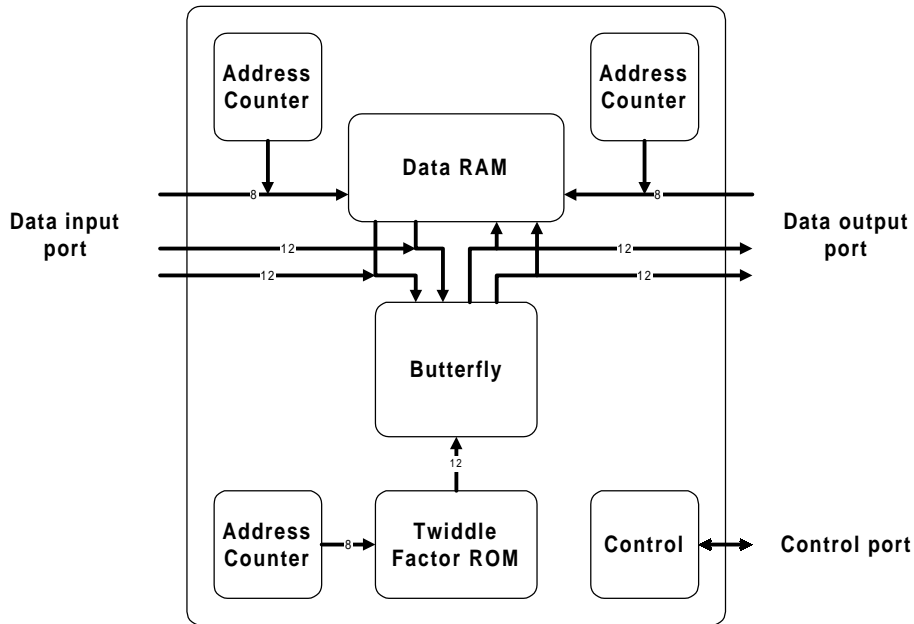 Address
Counter
Address
Counter
Data RAM
8
8
Data input
port
Data output
port
12
12
12
12
Butterfly
12
Address
Counter
8
Twiddle
Factor ROM
Control
Control port